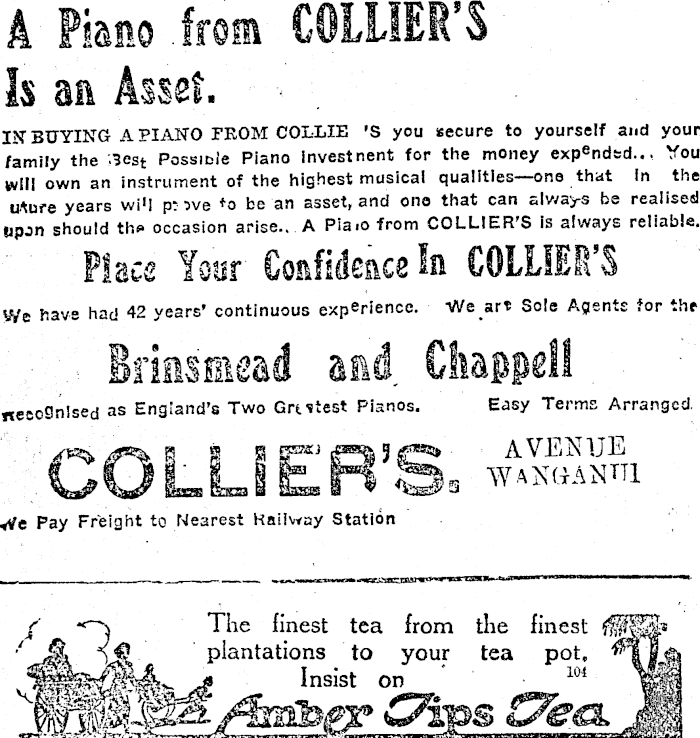 A Piano from COLLIER'S
Is an Asset.
IN BUYING A PIANO FROM COLLIE 'S you secure to yourself and your
family the Best Possible Piano Investnent for the money expended... You
will own an instrument of the highest musical qualities—one that in the
uture years will prove to be an asset, and one that can always be realised
upon should the occasion arise.. A Piano from COLLIER'S is always reliable.
Place Your Confidence In COLLIER'S
We have had 42 years' continuous experience. We are Sole Agents for the
Brinsmead and Chappell
Recognised as England's Two Greatest Pianos. Easy Terms Arranged.
COLLIER'S. AVENUE
WANGANUI
We Pay Freight to Nearest Railway Station
The finest tea from the finest
plantations to your tea pot.
Insist on 104
Amber Tips Tea